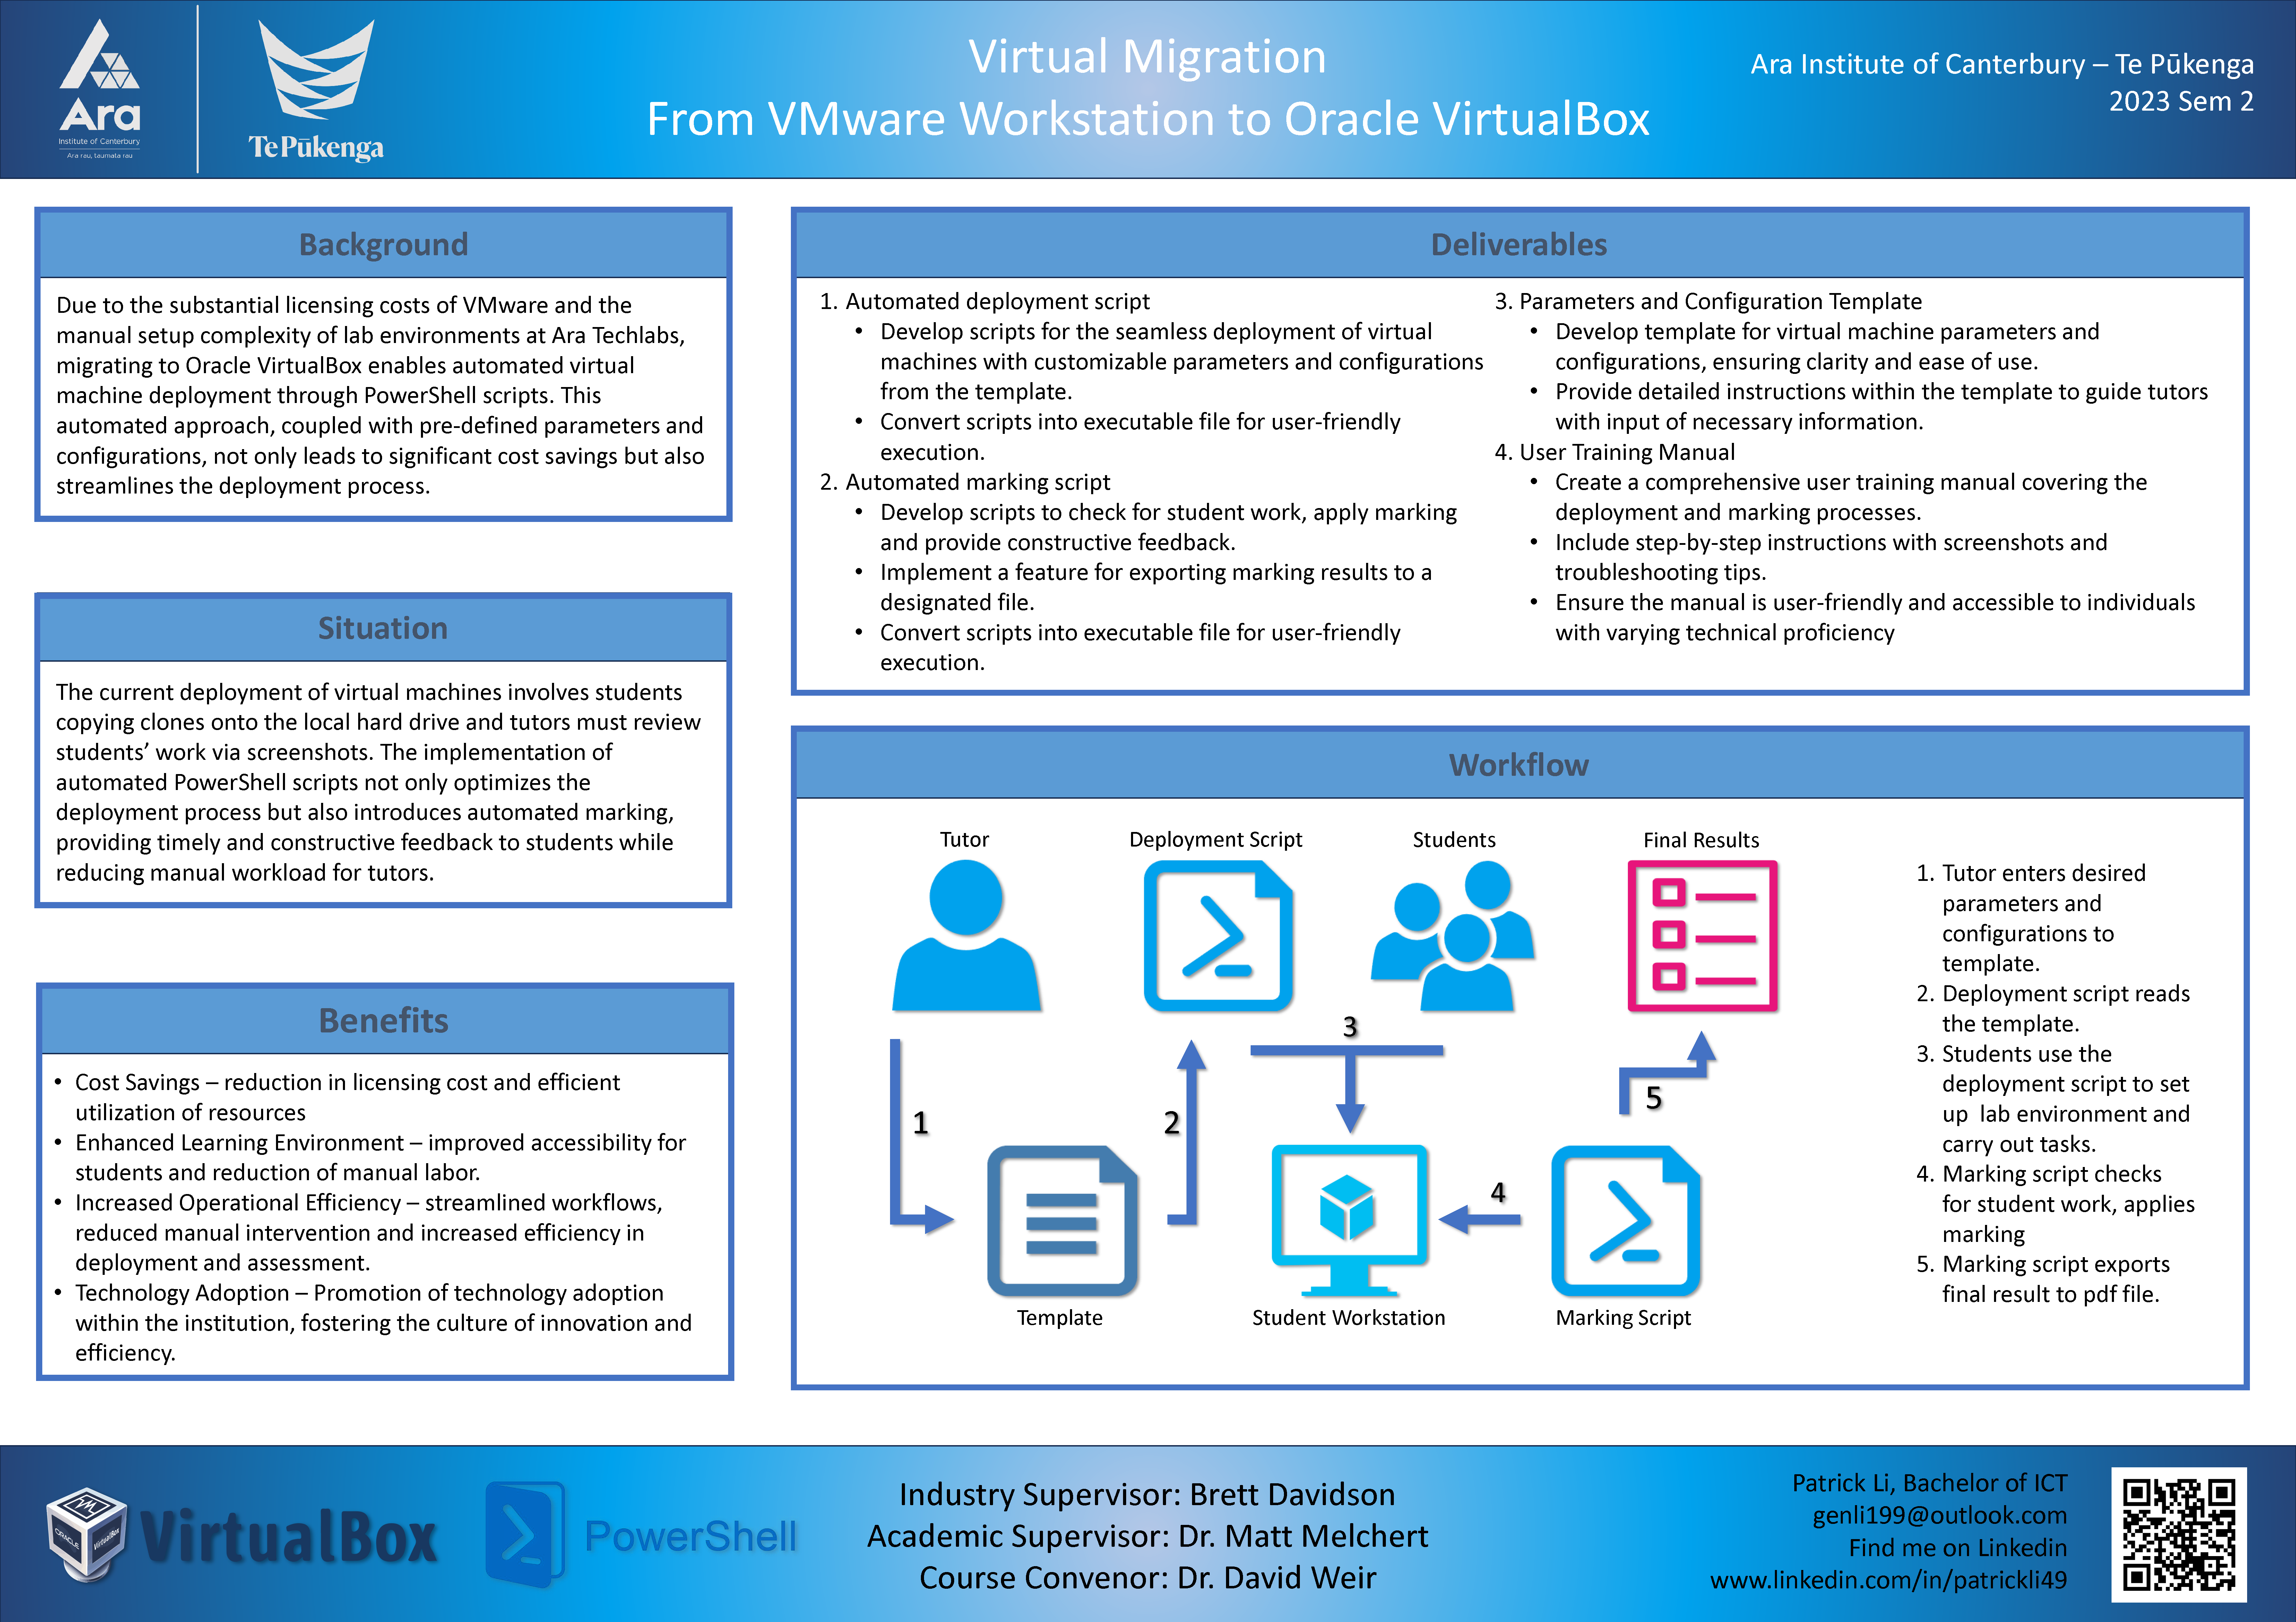 Ara
Institute of Canterbury
Ara rau, taumata rau
Te Pūkenga
Virtual Migration
From VMware Workstation to Oracle VirtualBox
Ara Institute of Canterbury – Te Pūkenga
2023 Sem 2
Background
Due to the substantial licensing costs of VMware and the
manual setup complexity of lab environments at Ara Techlabs,
migrating to Oracle VirtualBox enables automated virtual
machine deployment through PowerShell scripts. This
automated approach, coupled with pre-defined parameters and
configurations, not only leads to significant cost savings but also
streamlines the deployment process.
Situation
The current deployment of virtual machines involves students
copying clones onto the local hard drive and tutors must review
students’ work via screenshots. The implementation of
automated PowerShell scripts not only optimizes the
deployment process but also introduces automated marking,
providing timely and constructive feedback to students while
reducing manual workload for tutors.
Benefits
• Cost Savings – reduction in licensing cost and efficient
utilization of resources
• Enhanced Learning Environment – improved accessibility for
students and reduction of manual labor.
• Increased Operational Efficiency – streamlined workflows,
reduced manual intervention and increased efficiency in
deployment and assessment.
• Technology Adoption – Promotion of technology adoption
within the institution, fostering the culture of innovation and
efficiency.
Deliverables
1. Automated deployment script
• Develop scripts for the seamless deployment of virtual
machines with customizable parameters and configurations
from the template.
• Convert scripts into executable file for user-friendly
execution.
2. Automated marking script
• Develop scripts to check for student work, apply marking
and provide constructive feedback.
• Implement a feature for exporting marking results to a
designated file.
• Convert scripts into executable file for user-friendly
execution.
3. Parameters and Configuration Template
• Develop template for virtual machine parameters and
configurations, ensuring clarity and ease of use.
• Provide detailed instructions within the template to guide tutors
with input of necessary information.
4. User Training Manual
• Create a comprehensive user training manual covering the
deployment and marking processes.
• Include step-by-step instructions with screenshots and
troubleshooting tips.
• Ensure the manual is user-friendly and accessible to individuals
with varying technical proficiency
Workflow
Tutor
Deployment Script
Students
Final Results
3
5
1
2
4
Template
Student Workstation
Marking Script
1. Tutor enters desired
parameters and
configurations to
template.
2. Deployment script reads
the template.
3. Students use the
deployment script to set
up lab environment and
carry out tasks.
4. Marking script checks
for student work, applies
marking
5. Marking script exports
final result to pdf file.
ORACLE
VirtualBox
VirtualBox
PowerShell
Industry Supervisor: Brett Davidson
Academic Supervisor: Dr. Matt Melchert
Course Convenor: Dr. David Weir
Patrick Li, Bachelor of ICT
genli199@outlook.com
Find me on Linkedin
www.linkedin.com/in/patrickli49